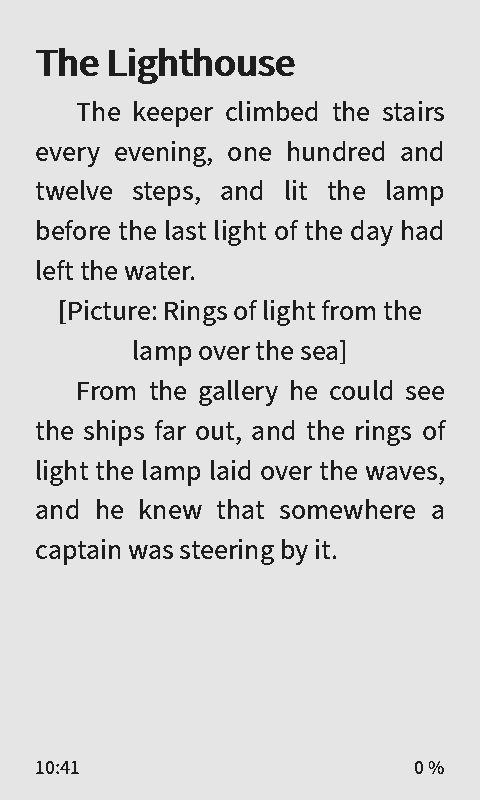 The Lighthouse
The keeper climbed the stairs
every evening, one hundred and
twelve steps, and lit the lamp
before the last light of the day had
left the water.
[Picture: Rings of light from the
lamp over the sea]
From the gallery he could see
the ships far out, and the rings of
light the lamp laid over the waves,
and he knew that somewhere a
captain was steering by it.
10:41
0 %